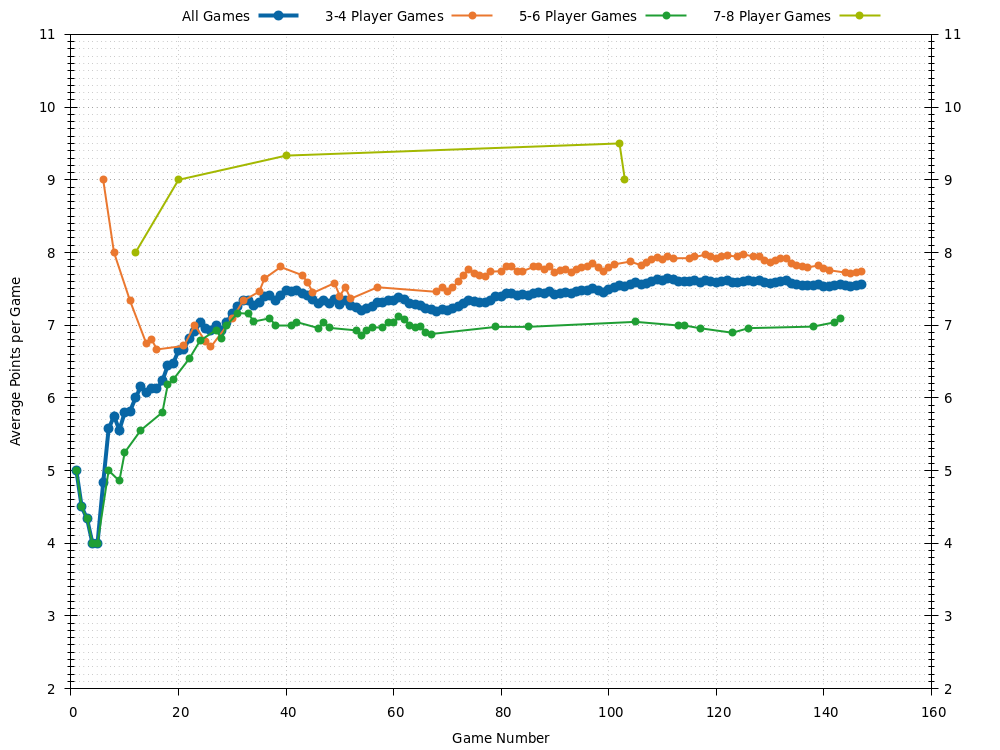 All Games 3-4 Player Games 5-6 Player Games 7-8 Player Games
11 11
10 10
9 9
8 8
7 7
6 6
5 5
4 4
3 3
2 2
Average Points per Game
0 20 40 60 80 100 120 140 160
Game Number